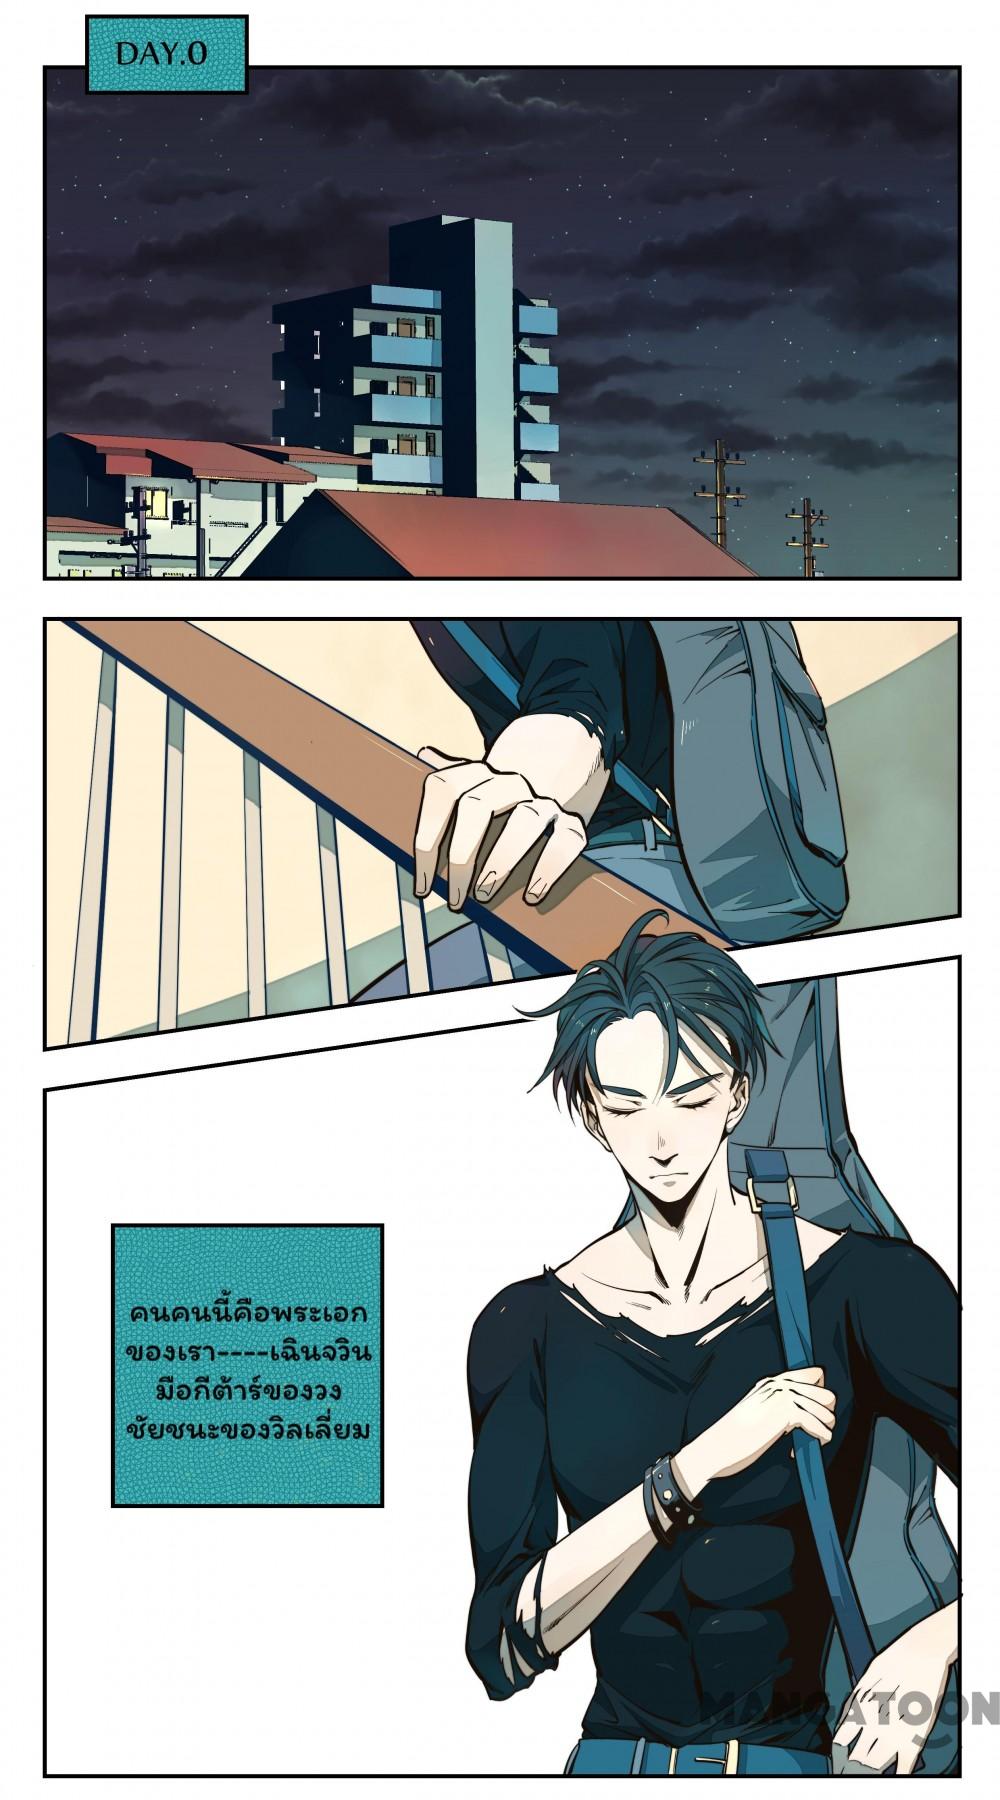 DAY.0
คนคนนี้คือพระเอก
ของเรา----เฉินจวิน
มือกีต้าร์ของวง
ชัยชนะของวิลเลี่ยม
MANGATOON